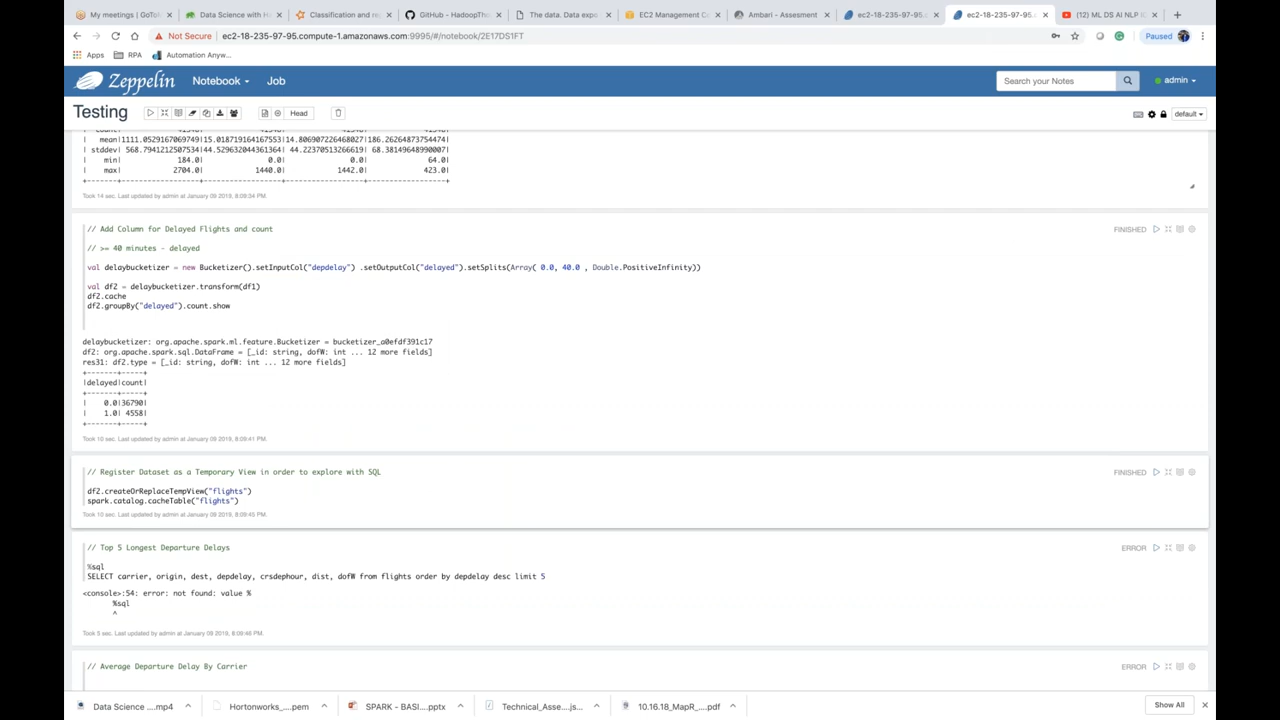 My meetings | GoToM
Data Science with Ho
Classification and re
GitHub - HadoopTho
The data. Data expo
EC2 Management Co
Ambari - Assesment
ec2-18-235-97-95.
ec2-18-235-97-95.
(12) ML DS AI NLP IO
Not Secure | ec2-18-235-97-95.compute-1.amazonaws.com:9995/#/notebook/2E17DS1FT
Paused
Apps RPA Automation Anyw...
Zeppelin Notebook Job Search your Notes admin
Testing Head default
| mean|1111.0529167069749|15.018719164167553|14.806907226468027|186.26264873754474|
| stddev| 568.7941212507534|44.529632044361364| 44.22370513266619| 68.38149648990007|
| min| 184.0| 0.0| 0.0| 64.0|
| max| 2704.0| 1440.0| 1442.0| 423.0|
+-------+------------------+------------------+------------------+------------------+
Took 14 sec. Last updated by admin at January 09 2019, 8:09:34 PM.
// Add Column for Delayed Flights and count
FINISHED
// >= 40 minutes - delayed
val delaybucketizer = new Bucketizer().setInputCol("depdelay") .setOutputCol("delayed").setSplits(Array( 0.0, 40.0 , Double.PositiveInfinity))
val df2 = delaybucketizer.transform(df1)
df2.cache
df2.groupBy("delayed").count.show
delaybucketizer: org.apache.spark.ml.feature.Bucketizer = bucketizer_a0efdf391c17
df2: org.apache.spark.sql.DataFrame = [_id: string, dofW: int ... 12 more fields]
res31: df2.type = [_id: string, dofW: int ... 12 more fields]
+-------+-----+
|delayed|count|
+-------+-----+
| 0.0|36790|
| 1.0| 4558|
+-------+-----+
Took 10 sec. Last updated by admin at January 09 2019, 8:09:41 PM.
// Register Dataset as a Temporary View in order to explore with SQL
FINISHED
df2.createOrReplaceTempView("flights")
spark.catalog.cacheTable("flights")
Took 10 sec. Last updated by admin at January 09 2019, 8:09:45 PM.
// Top 5 Longest Departure Delays
ERROR
%sql
SELECT carrier, origin, dest, depdelay, crsdephour, dist, dofW from flights order by depdelay desc limit 5
<console>:54: error: not found: value %
%sql
^
Took 5 sec. Last updated by admin at January 09 2019, 8:09:46 PM.
// Average Departure Delay By Carrier
ERROR
Data Science ....mp4
Hortonworks_....pem
SPARK - BASI....pptx
Technical_Asse....js...
10.16.18_MapR_....pdf
Show All